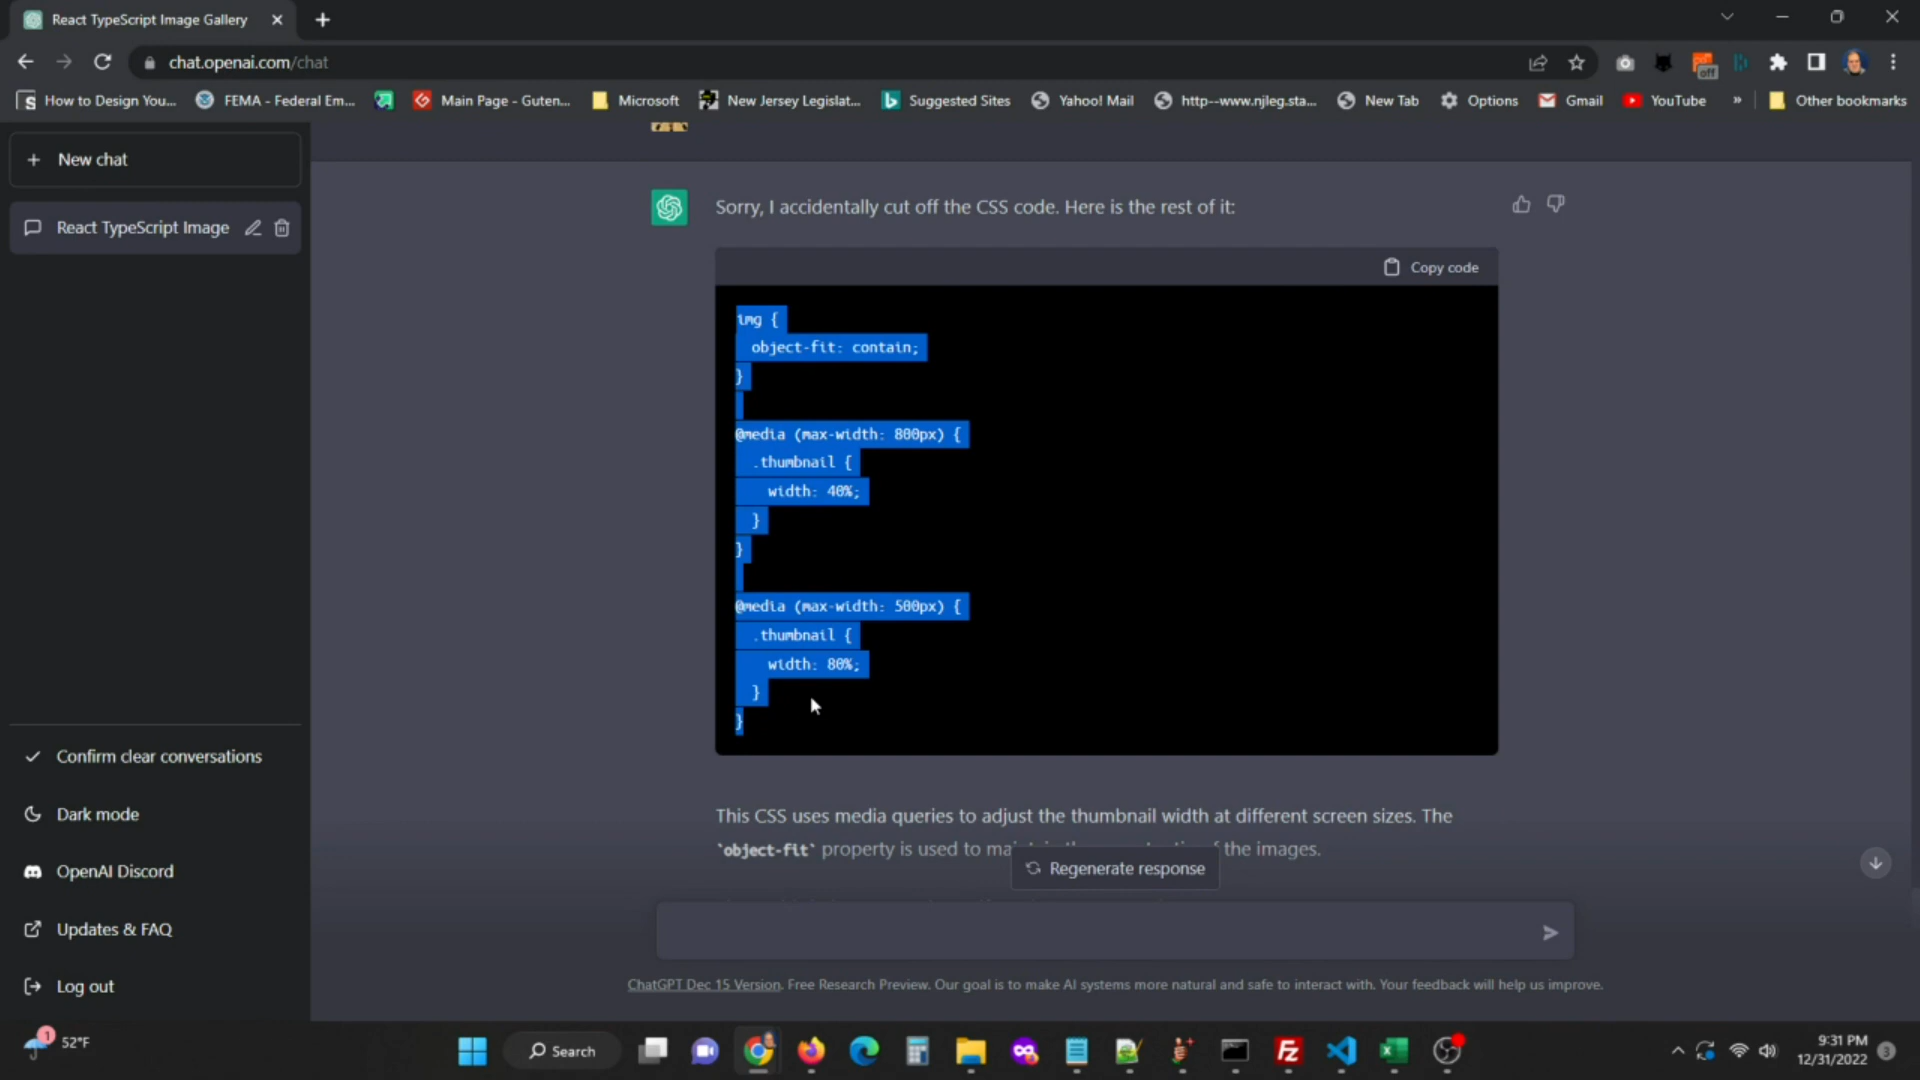 React TypeScript Image Gallery
chat.openai.com/chat
How to Design You...
FEMA - Federal Em...
Main Page - Guten...
Microsoft
New Jersey Legislat...
Suggested Sites
Yahoo! Mail
http--www.njleg.sta...
New Tab
Options
Gmail
YouTube
»
Other bookmarks
off
+ New chat
React TypeScript Image
Sorry, I accidentally cut off the CSS code. Here is the rest of it:
Copy code
img {
object-fit: contain;
}
@media (max-width: 800px) {
.thumbnail {
width: 40%;
}
}
@media (max-width: 500px) {
.thumbnail {
width: 80%;
}
}
This CSS uses media queries to adjust the thumbnail width at different screen sizes. The
`object-fit` property is used to the images.
Regenerate response
Confirm clear conversations
Dark mode
OpenAI Discord
Updates & FAQ
Log out
ChatGPT Dec 15 Version. Free Research Preview. Our goal is to make AI systems more natural and safe to interact with. Your feedback will help us improve.
1
52°F
Search
Fz
9:31 PM
12/31/2022
3